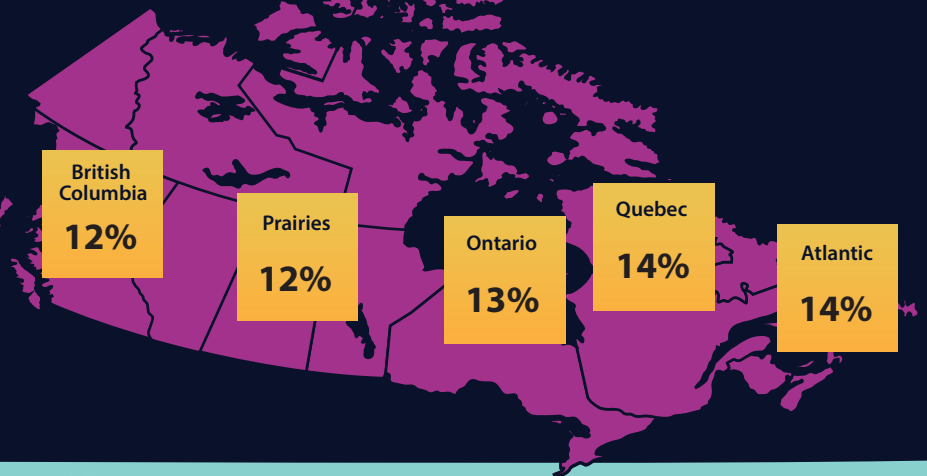 British
Columbia
12%
Prairies
12%
Ontario
13%
Quebec
14%
Atlantic
14%